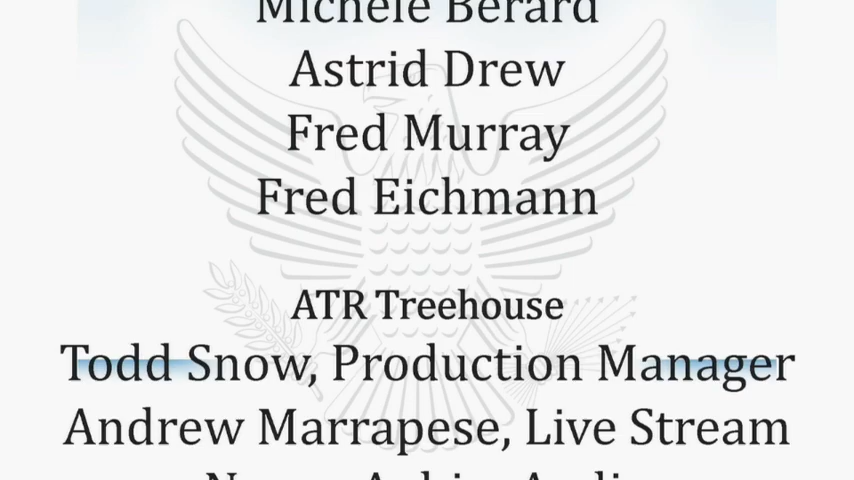 Michele Berard
Astrid Drew
Fred Murray
Fred Eichmann
ATR Treehouse
Todd Snow, Production Manager
Andrew Marrapese, Live Stream